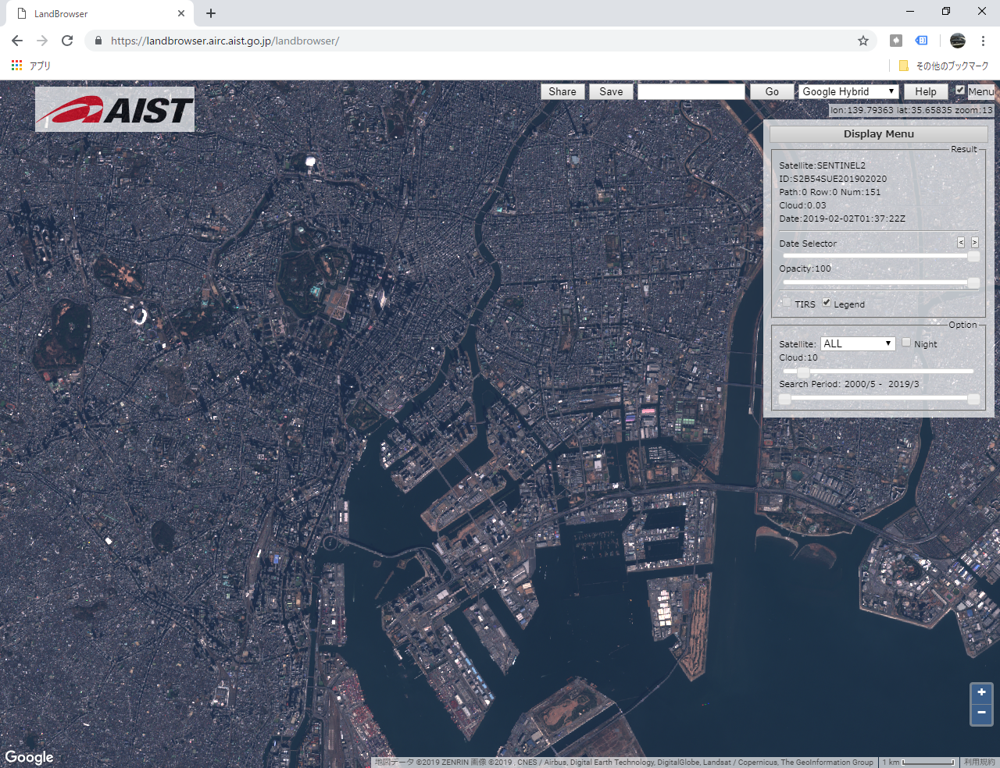 LandBrowser
https://landbrowser.airc.aist.go.jp/landbrowser/
アプリ
その他のブックマーク
AIST
Share Save Go Google Hybrid Help Menu
lon:139.79363 lat:35.65835 zoom:13
Display Menu
Result
Satellite:SENTINEL2
ID:S2B54SUE201902020
Path:0 Row:0 Num:151
Cloud:0.03
Date:2019-02-02T01:37:22Z
Date Selector < >
Opacity:100
TIRS Legend
Option
Satellite: ALL Night
Cloud:10
Search Period: 2000/5 - 2019/3
+
−
Google
地図データ ©2019 ZENRIN 画像 ©2019 , CNES / Airbus, Digital Earth Technology, DigitalGlobe, Landsat / Copernicus, The GeoInformation Group 1 km 利用規約